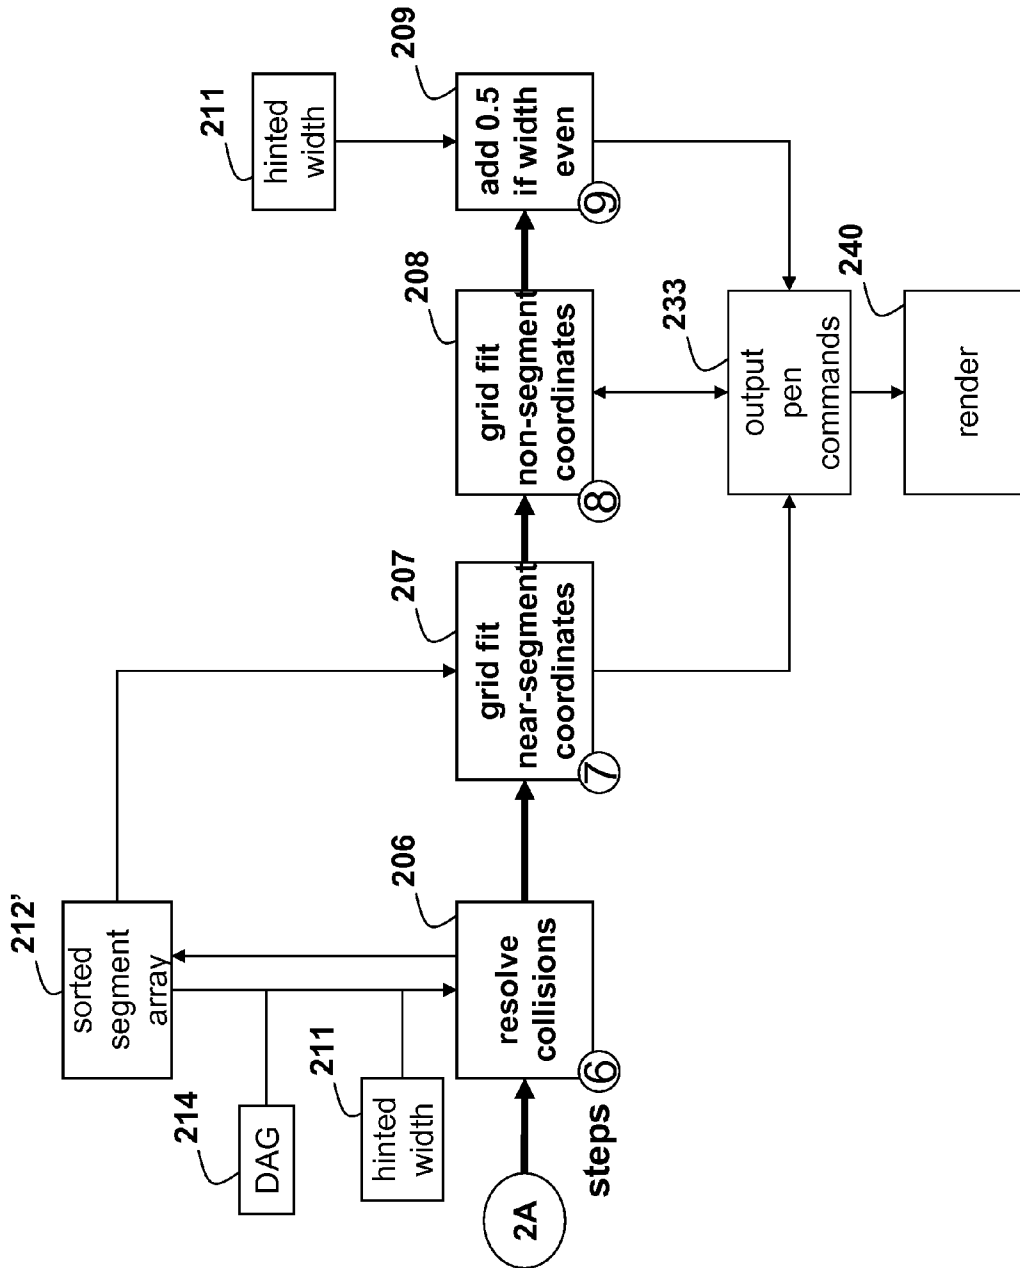 212'
sorted
segment
array
214
DAG
211
hinted
width
2A
steps
206
resolve
collisions
6
207
grid fit
near-segment
coordinates
7
208
grid fit
non-segment
coordinates
8
211
hinted
width
209
add 0.5
if width
even
9
233
output
pen
commands
240
render